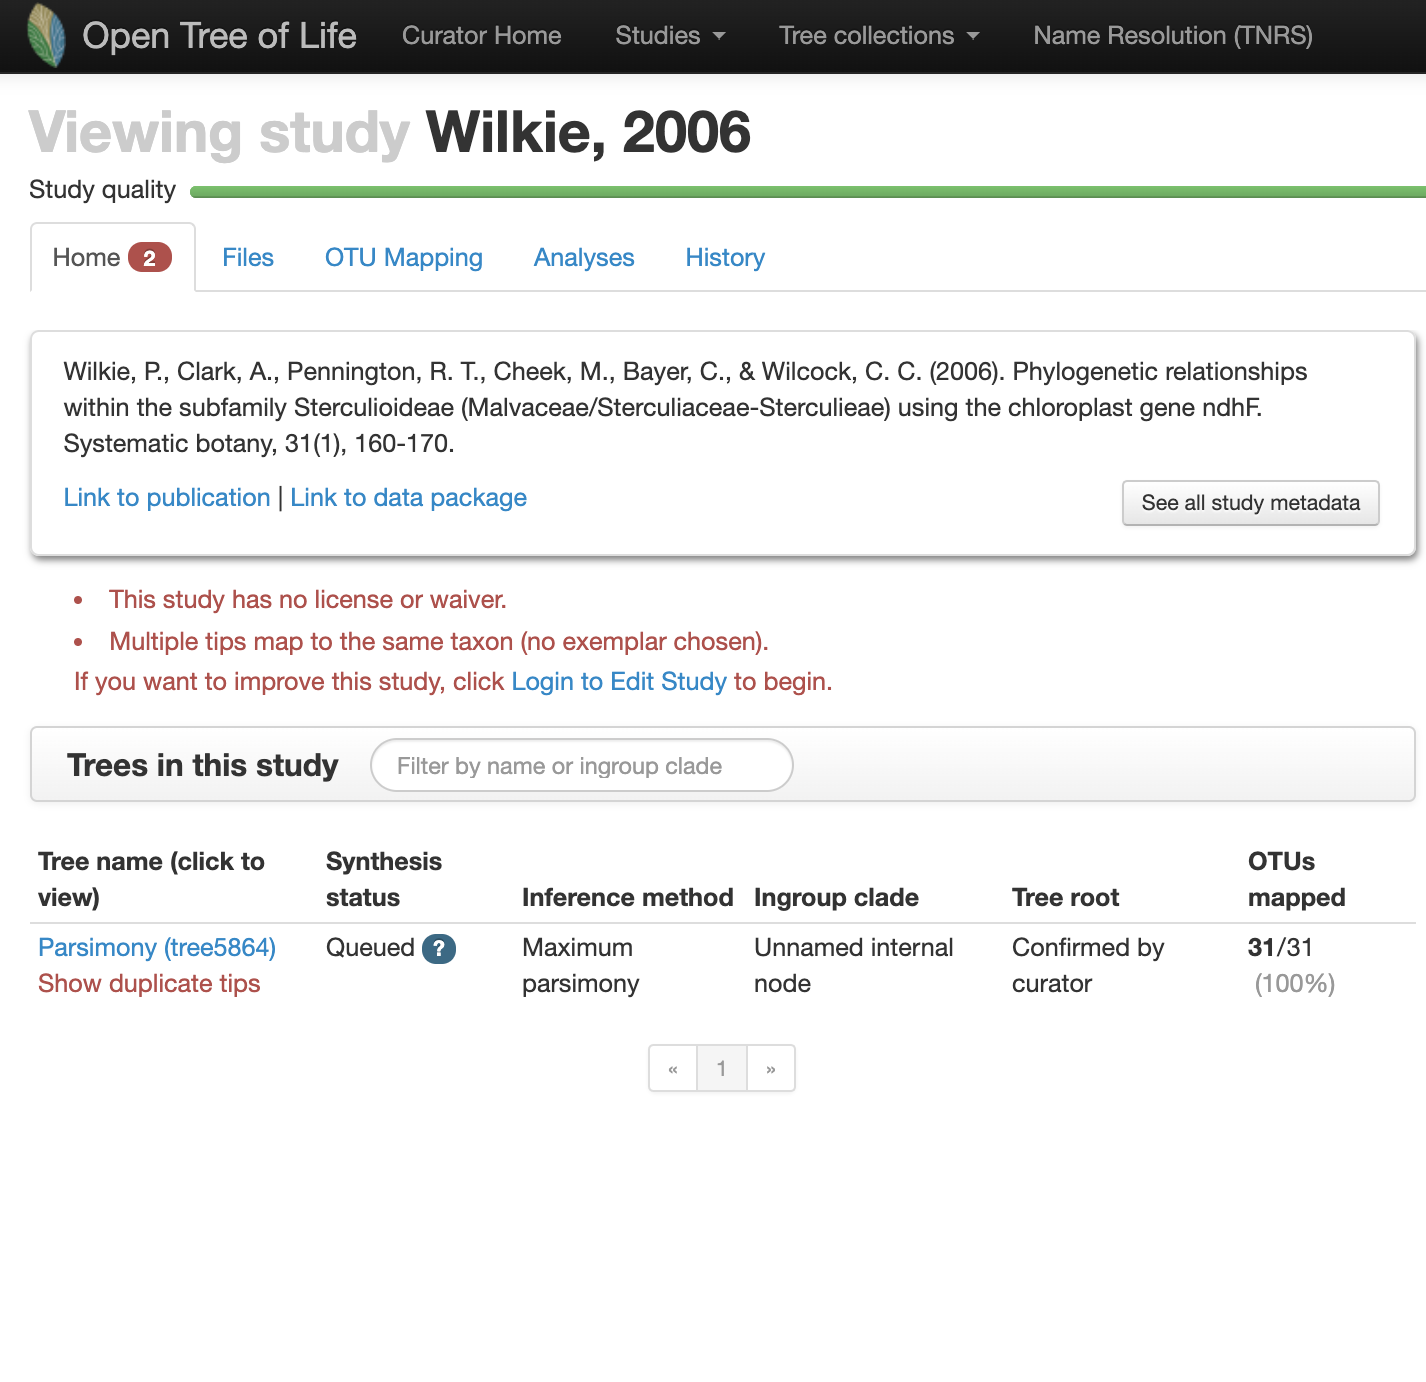 Open Tree of Life Curator Home Studies Tree collections Name Resolution (TNRS)
Viewing study Wilkie, 2006
Study quality
Home 2 Files OTU Mapping Analyses History
Wilkie, P., Clark, A., Pennington, R. T., Cheek, M., Bayer, C., & Wilcock, C. C. (2006). Phylogenetic relationships
within the subfamily Sterculioideae (Malvaceae/Sterculiaceae-Sterculieae) using the chloroplast gene ndhF.
Systematic botany, 31(1), 160-170.
Link to publication | Link to data package
See all study metadata
• This study has no license or waiver.
• Multiple tips map to the same taxon (no exemplar chosen).
If you want to improve this study, click Login to Edit Study to begin.
Trees in this study Filter by name or ingroup clade
Tree name (click to view) Synthesis status Inference method Ingroup clade Tree root OTUs mapped
Parsimony (tree5864) Queued ? Maximum parsimony Unnamed internal node Confirmed by curator 31/31 (100%)
Show duplicate tips
« 1 »